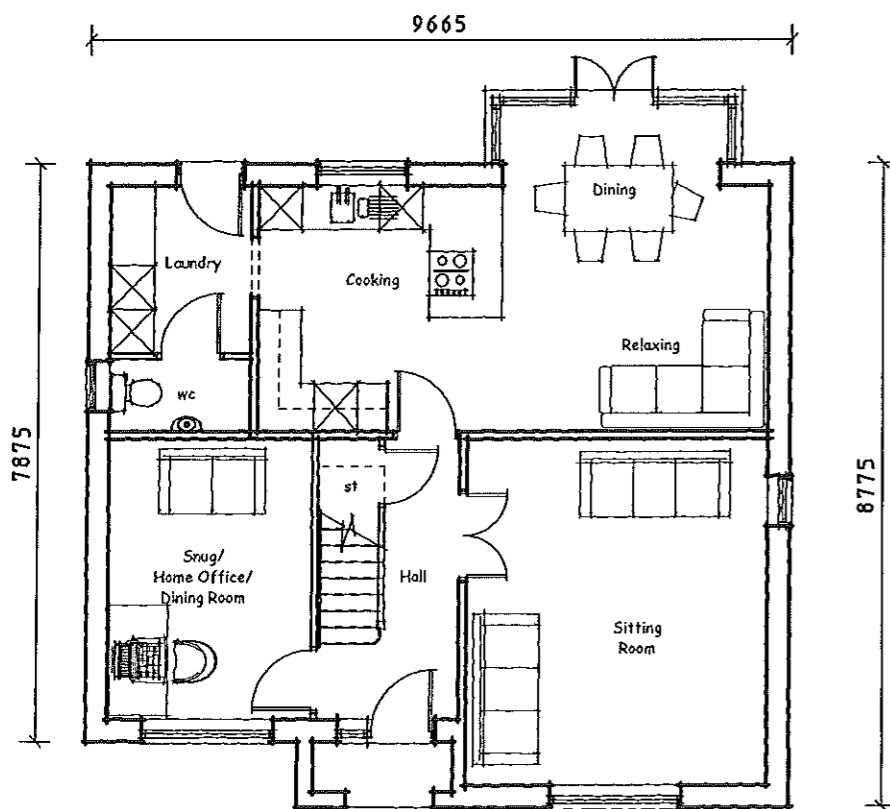 9665
Dining
Laundry
Cooking
Relaxing
wc
7875
8775
st
Snug/
Home Office/
Dining Room
Hall
Sitting
Room